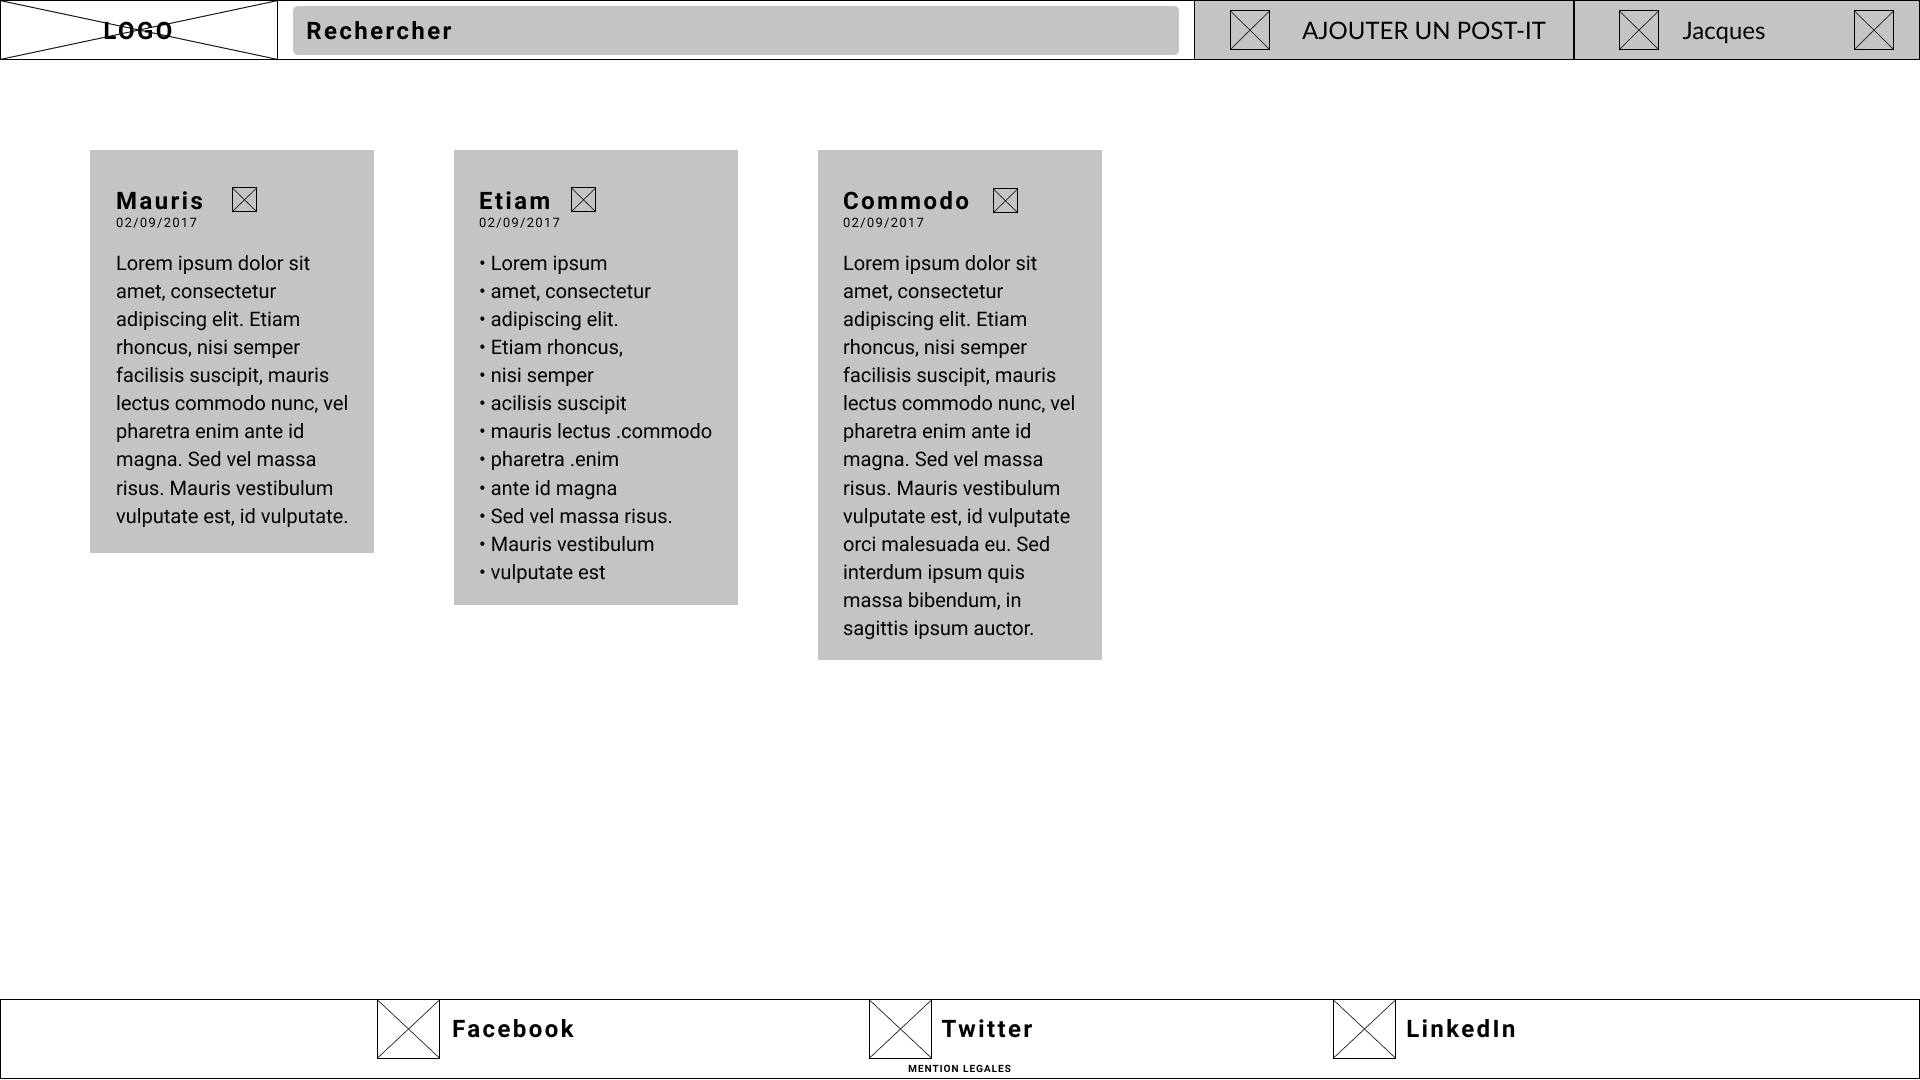 LOGO
Rechercher
AJOUTER UN POST-IT
Jacques
Mauris
02/09/2017
Lorem ipsum dolor sit
amet, consectetur
adipiscing elit. Etiam
rhoncus, nisi semper
facilisis suscipit, mauris
lectus commodo nunc, vel
pharetra enim ante id
magna. Sed vel massa
risus. Mauris vestibulum
vulputate est, id vulputate.
Etiam
02/09/2017
• Lorem ipsum
• amet, consectetur
• adipiscing elit.
• Etiam rhoncus,
• nisi semper
• acilisis suscipit
• mauris lectus .commodo
• pharetra .enim
• ante id magna
• Sed vel massa risus.
• Mauris vestibulum
• vulputate est
Commodo
02/09/2017
Lorem ipsum dolor sit
amet, consectetur
adipiscing elit. Etiam
rhoncus, nisi semper
facilisis suscipit, mauris
lectus commodo nunc, vel
pharetra enim ante id
magna. Sed vel massa
risus. Mauris vestibulum
vulputate est, id vulputate
orci malesuada eu. Sed
interdum ipsum quis
massa bibendum, in
sagittis ipsum auctor.
Facebook
Twitter
LinkedIn
MENTION LEGALES